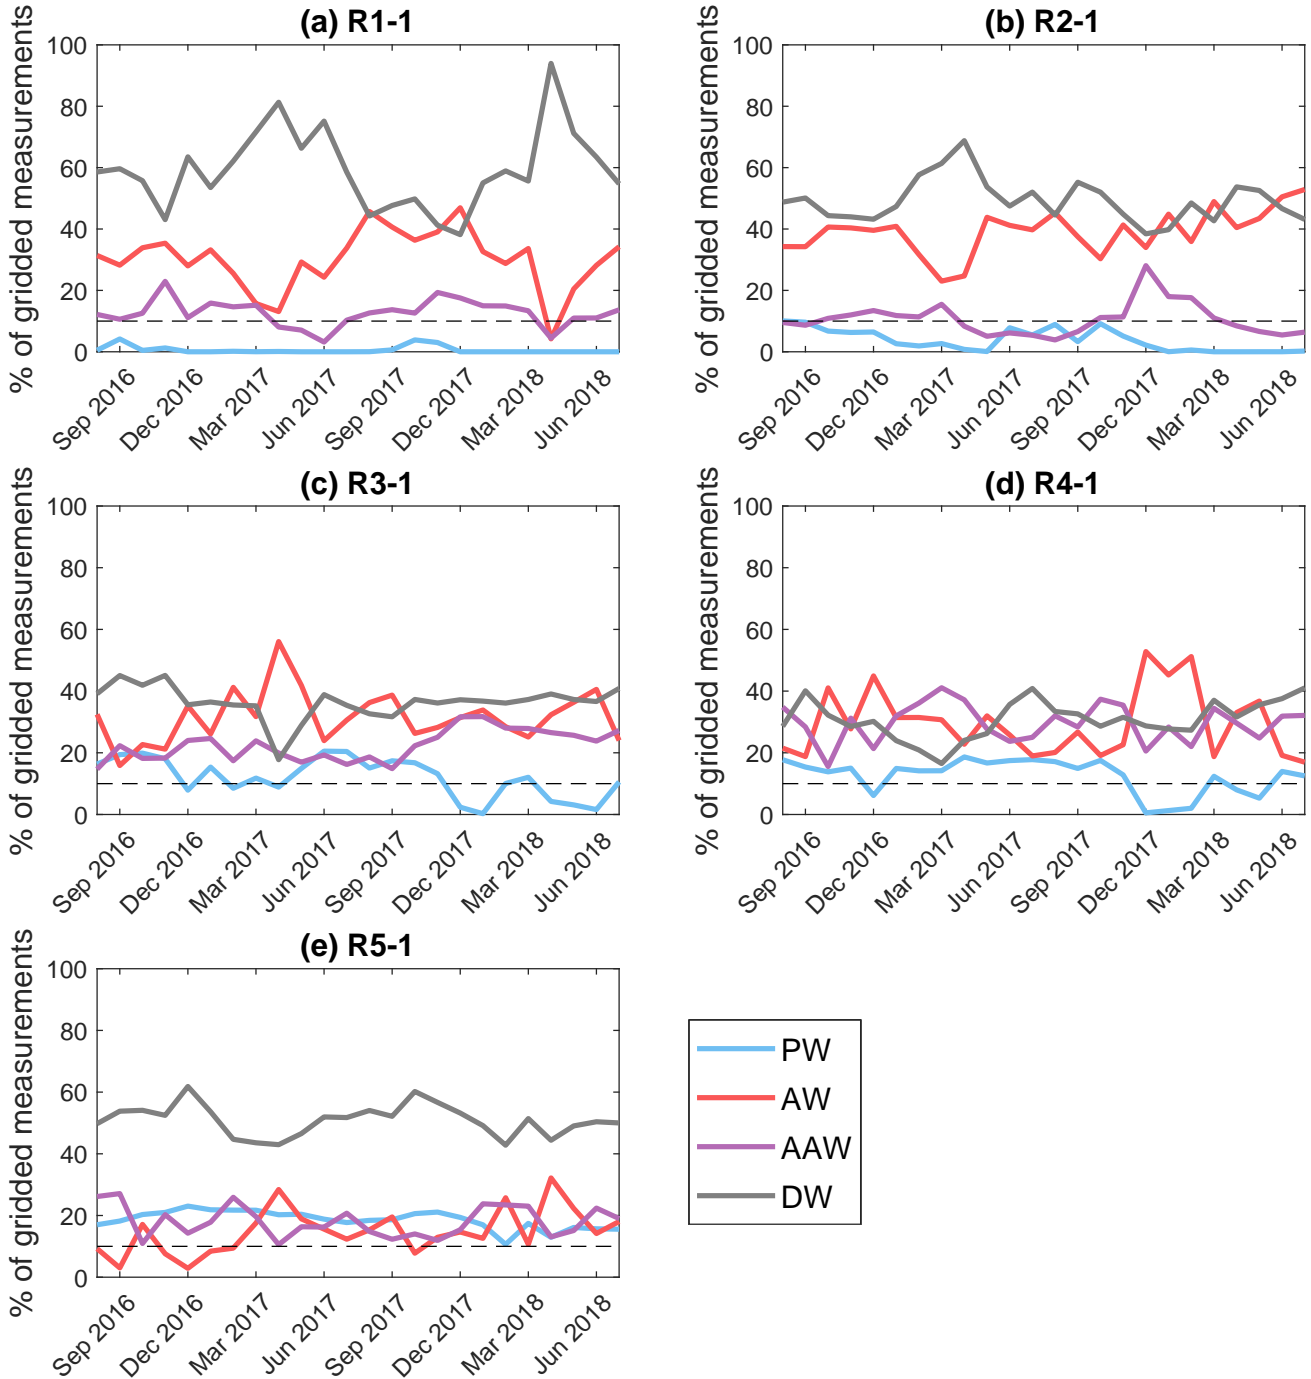 (a) R1-1
% of gridded measurements
100
80
60
40
20
0
Sep 2016
Dec 2016
Mar 2017
Jun 2017
Sep 2017
Dec 2017
Mar 2018
Jun 2018
(b) R2-1
% of gridded measurements
100
80
60
40
20
0
Sep 2016
Dec 2016
Mar 2017
Jun 2017
Sep 2017
Dec 2017
Mar 2018
Jun 2018
(c) R3-1
% of gridded measurements
100
80
60
40
20
0
Sep 2016
Dec 2016
Mar 2017
Jun 2017
Sep 2017
Dec 2017
Mar 2018
Jun 2018
(d) R4-1
% of gridded measurements
100
80
60
40
20
0
Sep 2016
Dec 2016
Mar 2017
Jun 2017
Sep 2017
Dec 2017
Mar 2018
Jun 2018
(e) R5-1
% of gridded measurements
100
80
60
40
20
0
Sep 2016
Dec 2016
Mar 2017
Jun 2017
Sep 2017
Dec 2017
Mar 2018
Jun 2018
PW
AW
AAW
DW